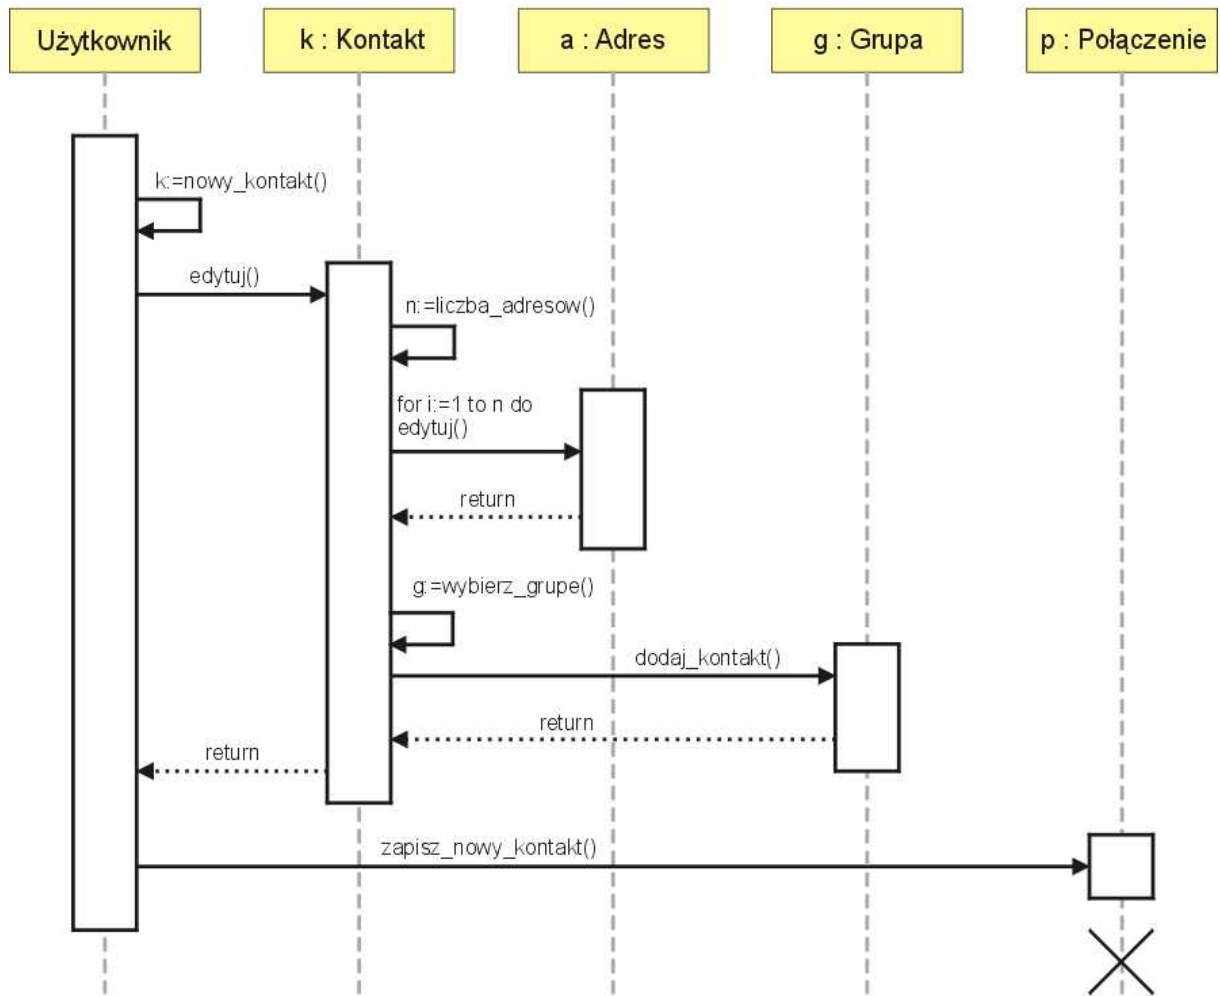 Użytkownik
k : Kontakt
a : Adres
g : Grupa
p : Połączenie
k:=nowy_kontakt()
edytuj()
n:=liczba_adresow()
for i:=1 to n do
edytuj()
return
g:=wybierz_grupe()
dodaj_kontakt()
return
return
zapisz_nowy_kontakt()